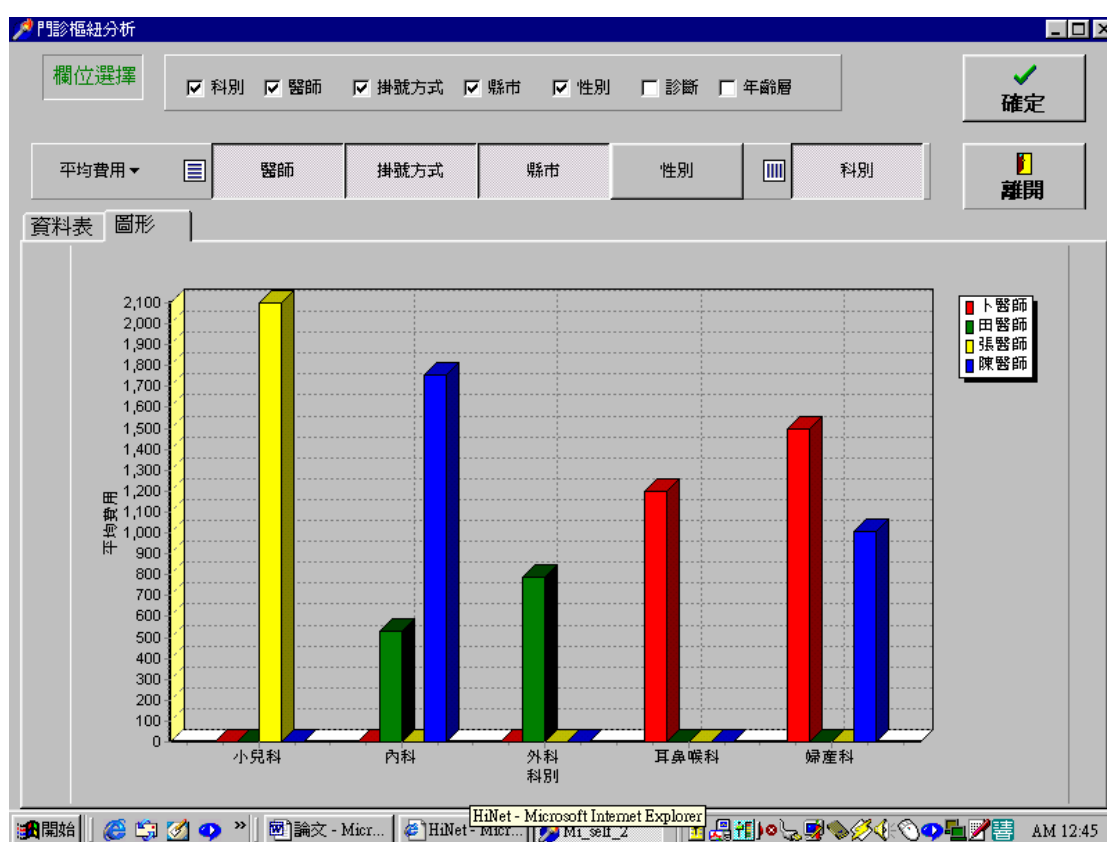 門診樞紐分析
欄位選擇
科別 醫師 掛號方式 縣市 性別 診斷 年齡層
確定
平均費用 醫師 掛號方式 縣市 性別 科別
離開
資料表 圖形
2,100
2,000
1,900
1,800
1,700
1,600
1,500
1,400
1,300
1,200
1,100
1,000
900
800
700
600
500
400
300
200
100
0
平均費用
小兒科 內科 外科 耳鼻喉科 婦產科
科別
卜醫師
田醫師
張醫師
陳醫師
HiNet - Microsoft Internet Explorer
開始 論文 - Micr... HiNet - Micr... M1_self_2 AM 12:45